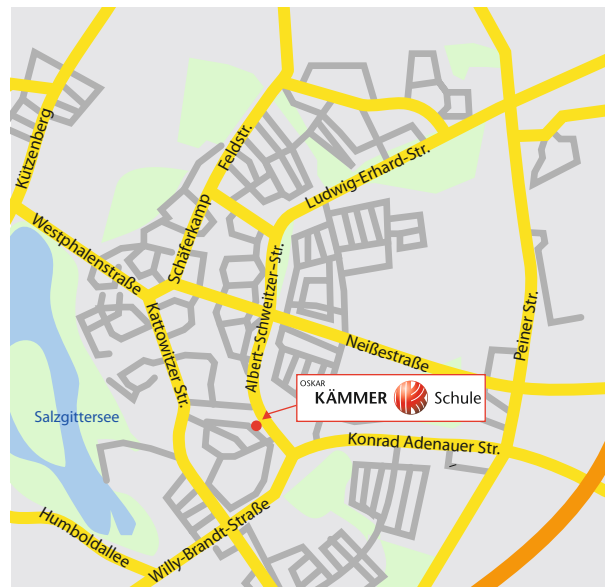 Kützenberg
Feldstr.
Ludwig-Erhard-Str.
Westphalenstraße
Schäferkamp
Kattowitzer Str.
Albert-Schweitzer-Str.
Neißestraße
Peiner Str.
OSKAR
KÄMMER Schule
Salzgittersee
Konrad Adenauer Str.
Humboldallee
Willy-Brandt-Straße